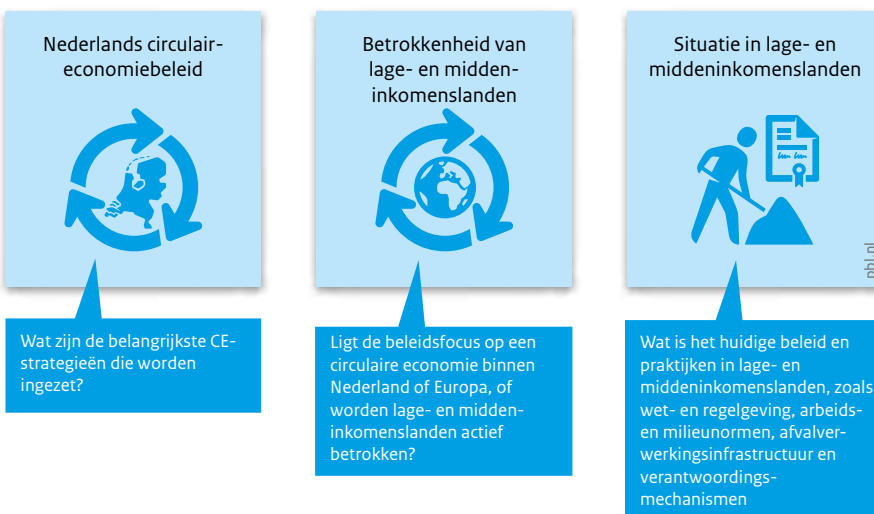 Nederlands circulair-
economiebeleid
Wat zijn de belangrijkste CE-
strategieën die worden
ingezet?
Betrokkenheid van
lage- en midden-
inkomenslanden
Ligt de beleidsfocus op een
circulaire economie binnen
Nederland of Europa, of
worden lage- en midden-
inkomenslanden actief
betrokken?
Situatie in lage- en
middeninkomenslanden
pbl.nl
Wat is het huidige beleid en
praktijken in lage- en
middeninkomenslanden, zoals
wet- en regelgeving, arbeids-
en milieunormen, afvalver-
werkingsinfrastructuur en
verantwoordings-
mechanismen